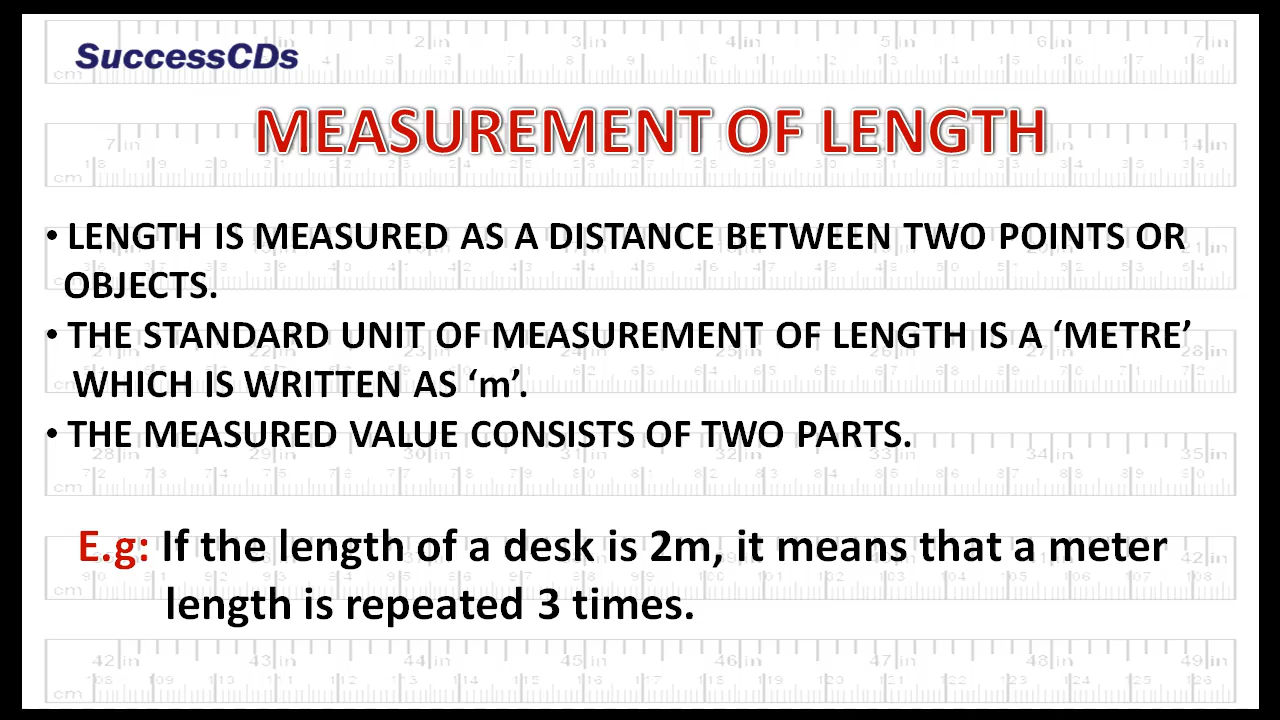 SuccessCDs
MEASUREMENT OF LENGTH
• LENGTH IS MEASURED AS A DISTANCE BETWEEN TWO POINTS OR
OBJECTS.
• THE STANDARD UNIT OF MEASUREMENT OF LENGTH IS A ‘METRE’
WHICH IS WRITTEN AS ‘m’.
• THE MEASURED VALUE CONSISTS OF TWO PARTS.
E.g: If the length of a desk is 2m, it means that a meter
length is repeated 3 times.